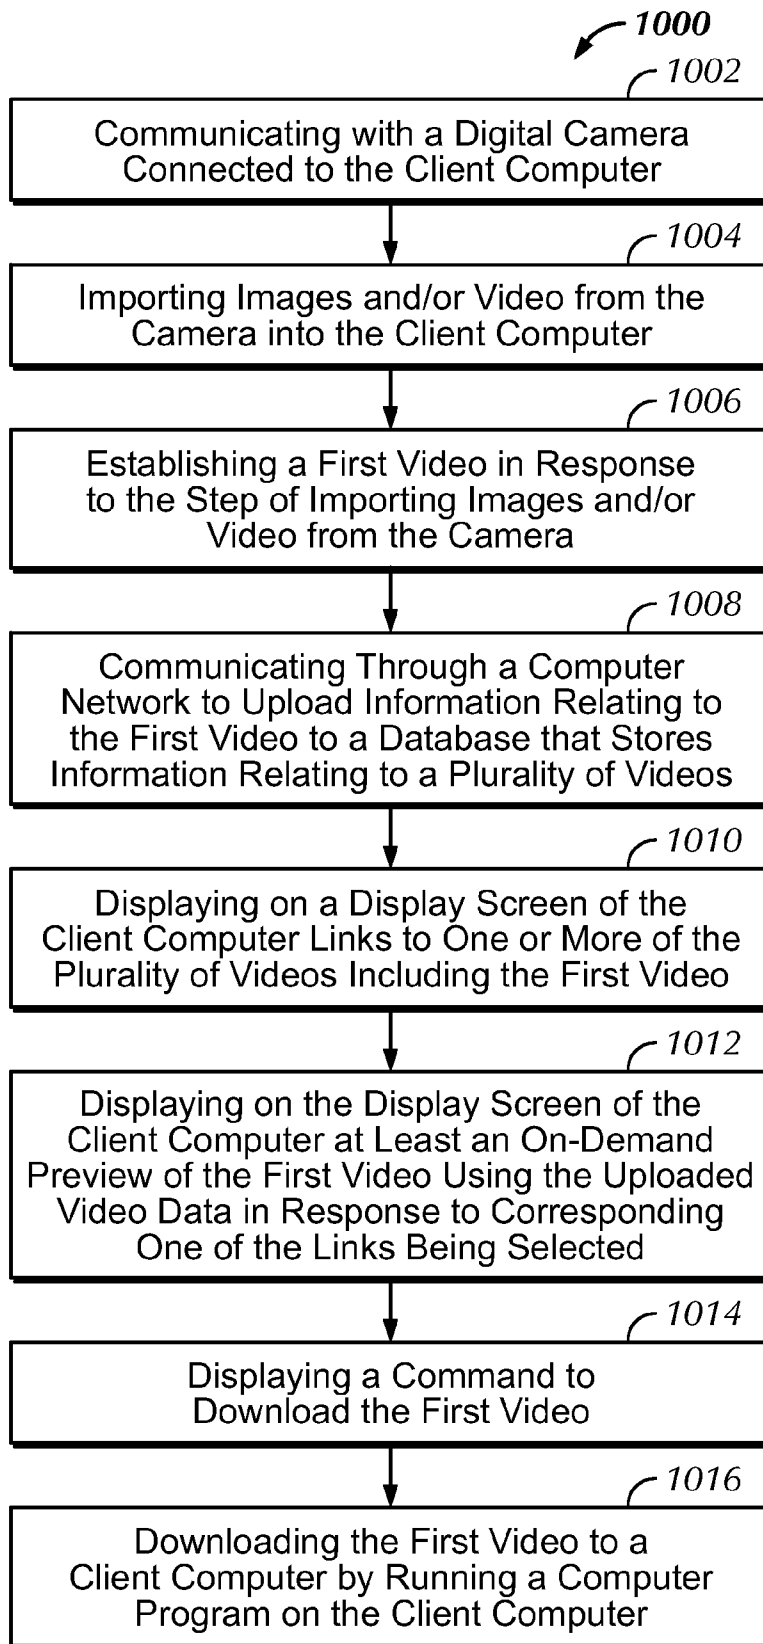 1000
1002
Communicating with a Digital Camera
Connected to the Client Computer
1004
Importing Images and/or Video from the
Camera into the Client Computer
1006
Establishing a First Video in Response
to the Step of Importing Images and/or
Video from the Camera
1008
Communicating Through a Computer
Network to Upload Information Relating to
the First Video to a Database that Stores
Information Relating to a Plurality of Videos
1010
Displaying on a Display Screen of the
Client Computer Links to One or More of the
Plurality of Videos Including the First Video
1012
Displaying on the Display Screen of the
Client Computer at Least an On-Demand
Preview of the First Video Using the Uploaded
Video Data in Response to Corresponding
One of the Links Being Selected
1014
Displaying a Command to
Download the First Video
1016
Downloading the First Video to a
Client Computer by Running a Computer
Program on the Client Computer